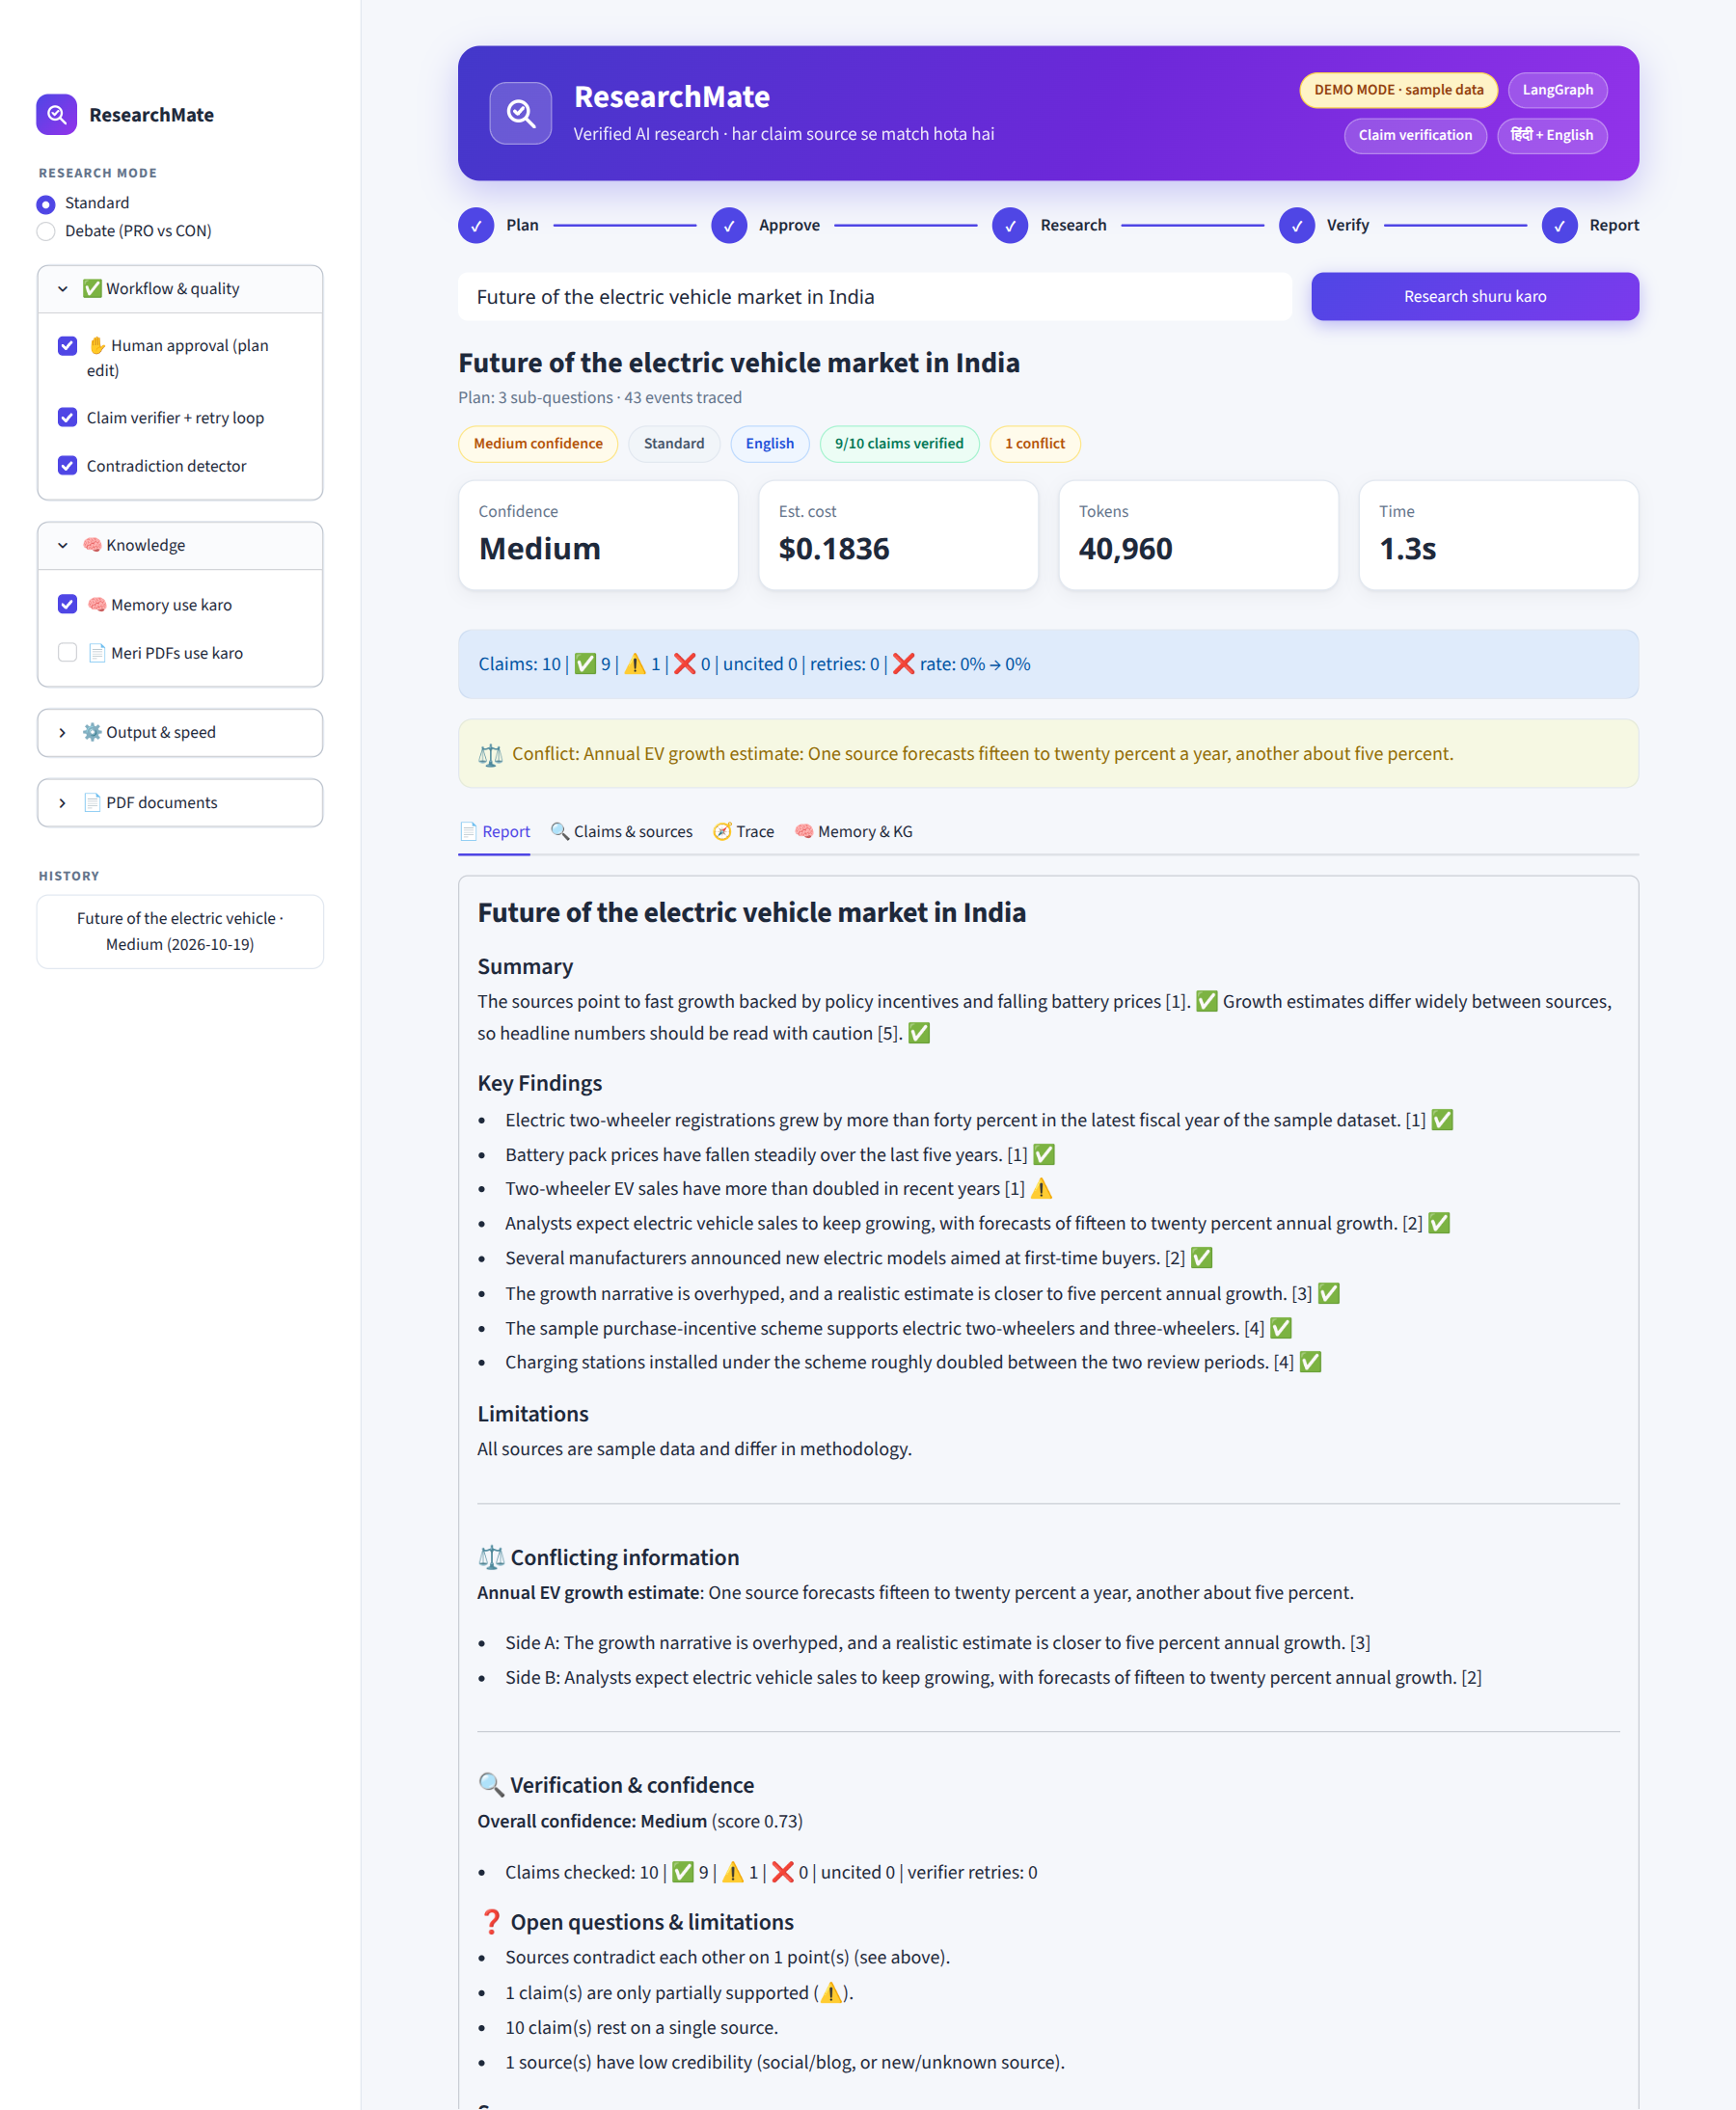 ResearchMate
RESEARCH MODE
Standard
Debate (PRO vs CON)
✅ Workflow & quality
✋ Human approval (plan
edit)
Claim verifier + retry loop
Contradiction detector
🧠 Knowledge
🧠 Memory use karo
📄 Meri PDFs use karo
⚙️ Output & speed
📄 PDF documents
HISTORY
Future of the electric vehicle ·
Medium (2026-10-19)
ResearchMate
Verified AI research · har claim source se match hota hai
DEMO MODE · sample data
LangGraph
Claim verification
हिंदी + English
✓ Plan
✓ Approve
✓ Research
✓ Verify
✓ Report
Future of the electric vehicle market in India
Research shuru karo
Future of the electric vehicle market in India
Plan: 3 sub-questions · 43 events traced
Medium confidence
Standard
English
9/10 claims verified
1 conflict
Confidence
Medium
Est. cost
$0.1836
Tokens
40,960
Time
1.3s
Claims: 10 | ✅ 9 | ⚠️ 1 | ❌ 0 | uncited 0 | retries: 0 | ❌ rate: 0% → 0%
⚖️ Conflict: Annual EV growth estimate: One source forecasts fifteen to twenty percent a year, another about five percent.
📄 Report
🔍 Claims & sources
🧭 Trace
🧠 Memory & KG
Future of the electric vehicle market in India
Summary
The sources point to fast growth backed by policy incentives and falling battery prices [1]. ✅ Growth estimates differ widely between sources,
so headline numbers should be read with caution [5]. ✅
Key Findings
• Electric two-wheeler registrations grew by more than forty percent in the latest fiscal year of the sample dataset. [1] ✅
• Battery pack prices have fallen steadily over the last five years. [1] ✅
• Two-wheeler EV sales have more than doubled in recent years [1] ⚠️
• Analysts expect electric vehicle sales to keep growing, with forecasts of fifteen to twenty percent annual growth. [2] ✅
• Several manufacturers announced new electric models aimed at first-time buyers. [2] ✅
• The growth narrative is overhyped, and a realistic estimate is closer to five percent annual growth. [3] ✅
• The sample purchase-incentive scheme supports electric two-wheelers and three-wheelers. [4] ✅
• Charging stations installed under the scheme roughly doubled between the two review periods. [4] ✅
Limitations
All sources are sample data and differ in methodology.
⚖️ Conflicting information
Annual EV growth estimate: One source forecasts fifteen to twenty percent a year, another about five percent.
• Side A: The growth narrative is overhyped, and a realistic estimate is closer to five percent annual growth. [3]
• Side B: Analysts expect electric vehicle sales to keep growing, with forecasts of fifteen to twenty percent annual growth. [2]
🔍 Verification & confidence
Overall confidence: Medium (score 0.73)
• Claims checked: 10 | ✅ 9 | ⚠️ 1 | ❌ 0 | uncited 0 | verifier retries: 0
❓ Open questions & limitations
• Sources contradict each other on 1 point(s) (see above).
• 1 claim(s) are only partially supported (⚠️).
• 10 claim(s) rest on a single source.
• 1 source(s) have low credibility (social/blog, or new/unknown source).